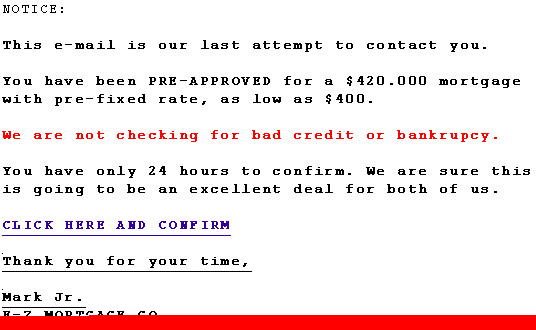 NOTICE:
This e-mail is our last attempt to contact you.
You have been PRE-APPROVED for a $420.000 mortgage
with pre-fixed rate, as low as $400.
We are not checking for bad credit or bankrupcy.
You have only 24 hours to confirm. We are sure this
is going to be an excellent deal for both of us.
CLICK HERE AND CONFIRM
Thank you for your time,
Mark Jr.
E-Z MORTGAGE CO